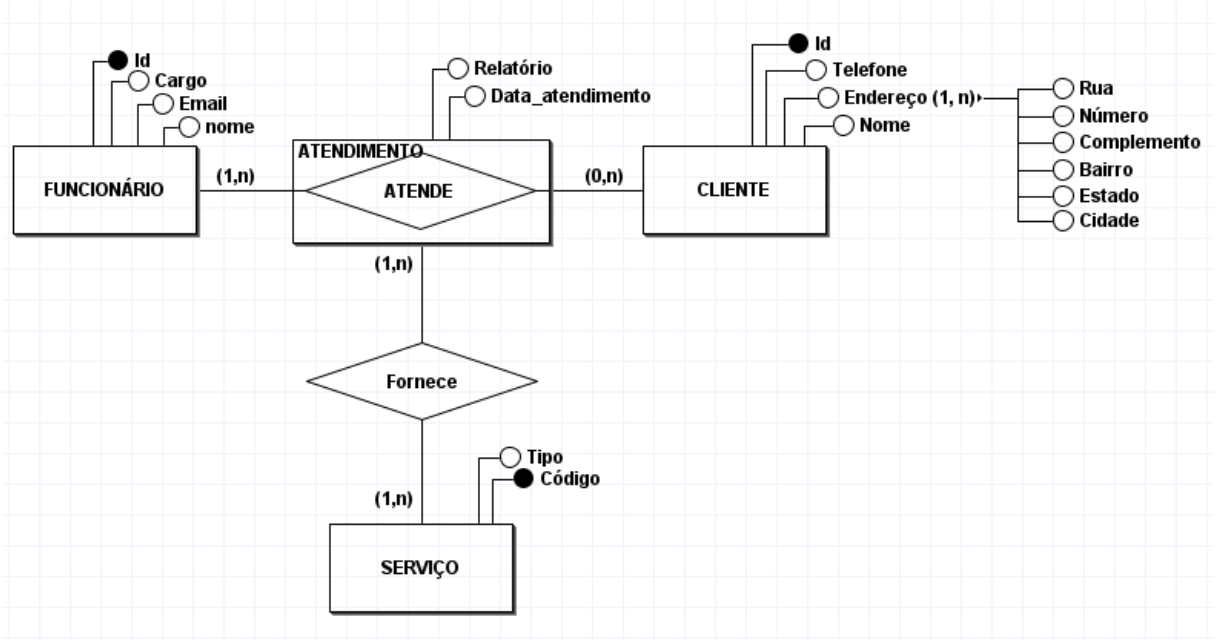 Id
Cargo
Email
nome
FUNCIONÁRIO
(1,n)
Relatório
Data_atendimento
ATENDIMENTO
ATENDE
(0,n)
Id
Telefone
Endereço (1, n)
Nome
CLIENTE
Rua
Número
Complemento
Bairro
Estado
Cidade
(1,n)
Fornece
(1,n)
Tipo
Código
SERVIÇO